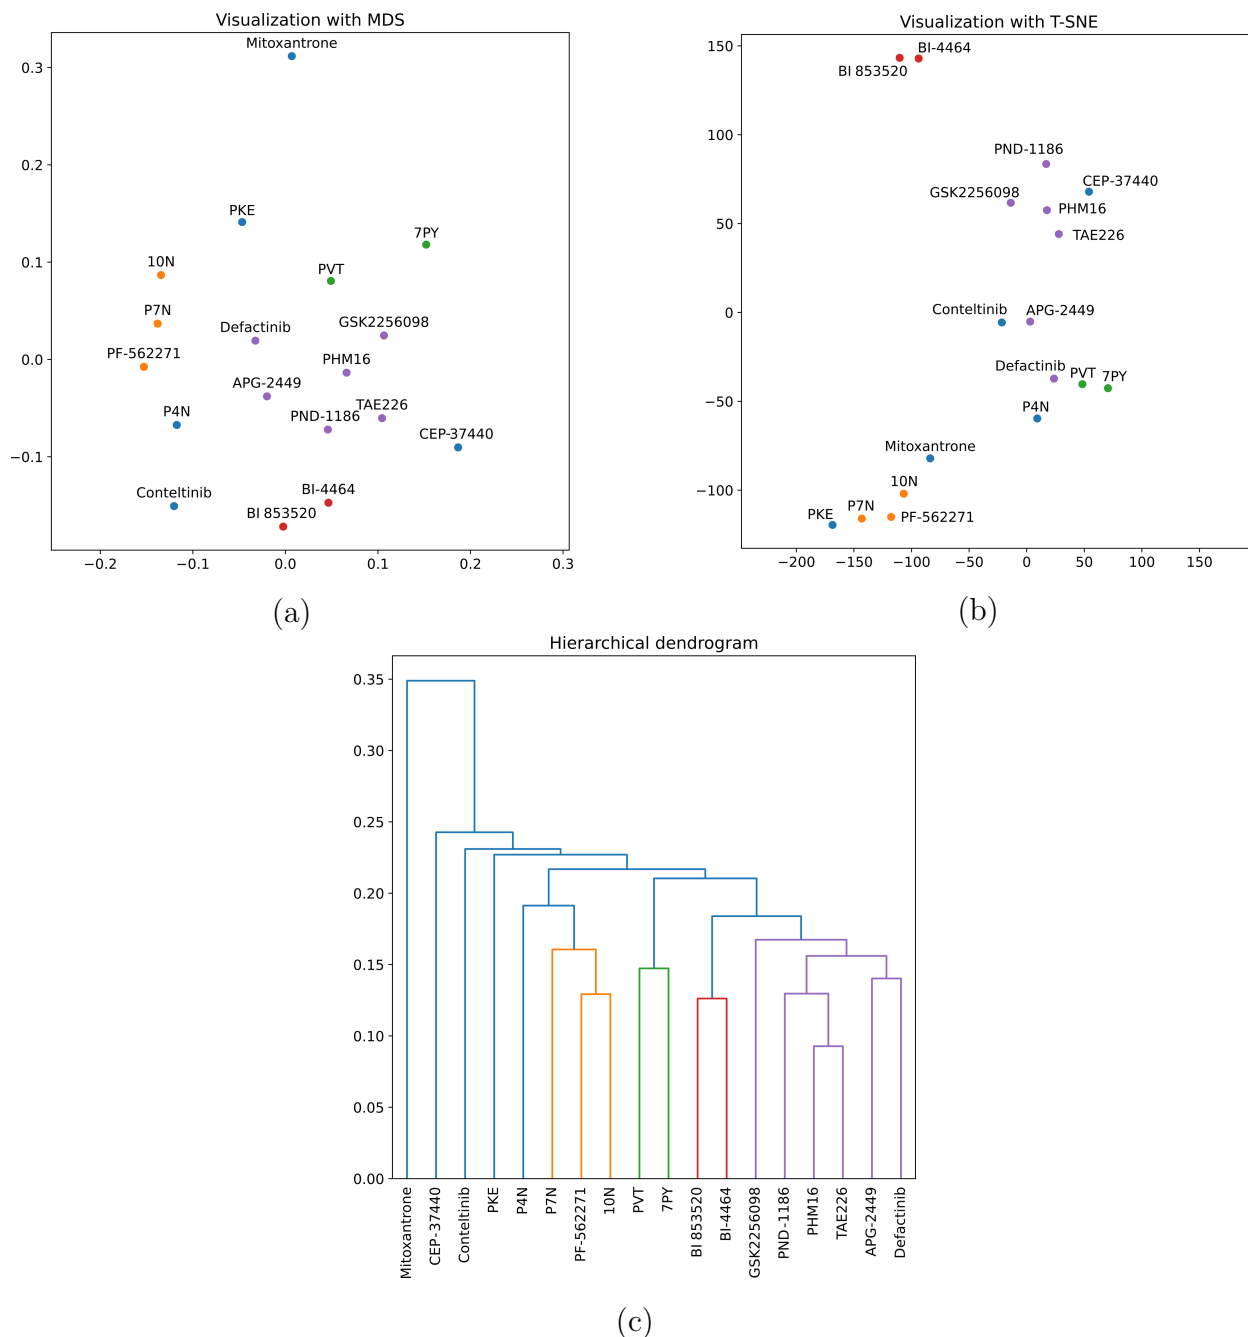 Visualization with MDS
Mitoxantrone
0.3
0.2
PKE
7PY
10N
PVT
0.1
P7N
GSK2256098
Defactinib
PF-562271
PHM16
0.0
APG-2449
P4N
PND-1186
TAE226
CEP-37440
−0.1
Conteltinib
BI-4464
BI 853520
−0.2
−0.1
0.0
0.1
0.2
0.3
(a)
Visualization with T-SNE
150
BI-4464
BI 853520
100
PND-1186
CEP-37440
GSK2256098
PHM16
50
TAE226
0
Conteltinib
APG-2449
Defactinib
PVT
7PY
−50
P4N
Mitoxantrone
10N
−100
PKE
P7N
PF-562271
−200
−150
−100
−50
0
50
100
150
(b)
Hierarchical dendrogram
0.35
0.30
0.25
0.20
0.15
0.10
0.05
0.00
Mitoxantrone
CEP-37440
Conteltinib
PKE
P4N
P7N
PF-562271
10N
PVT
7PY
BI 853520
BI-4464
GSK2256098
PND-1186
PHM16
TAE226
APG-2449
Defactinib
(c)